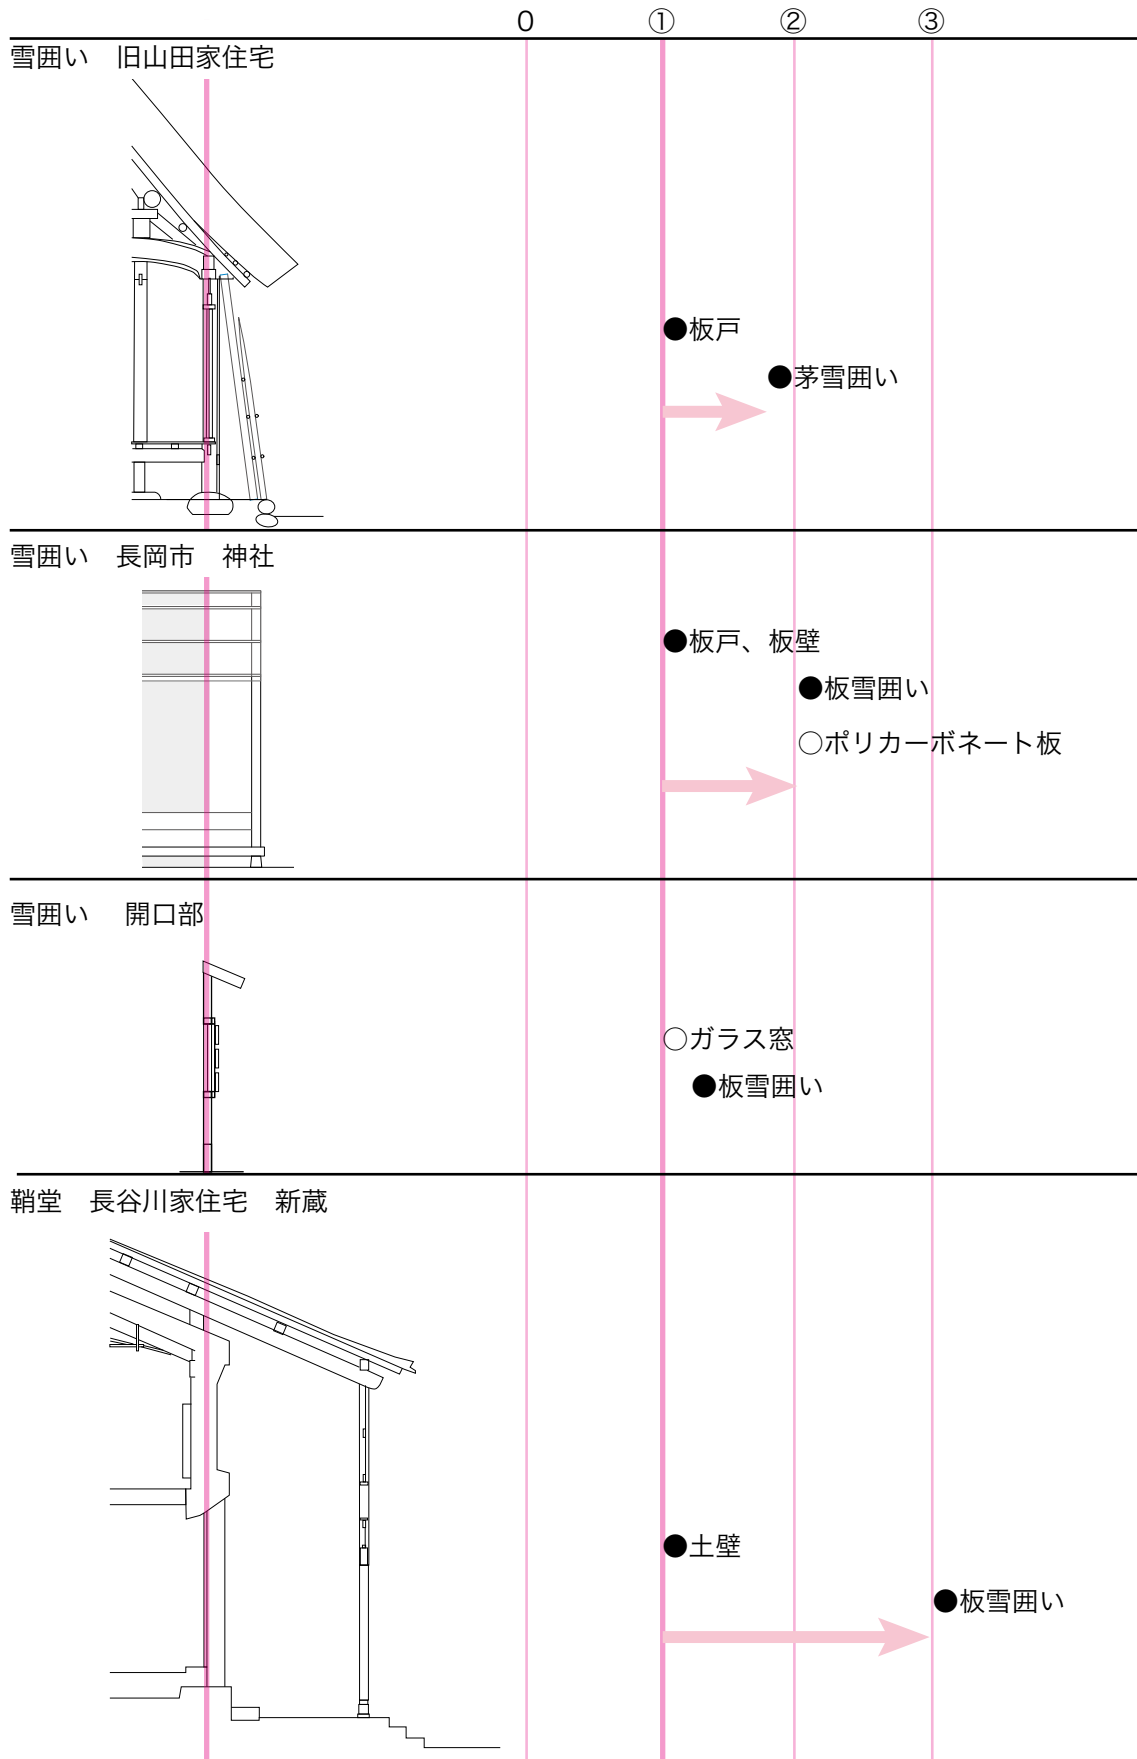 0 ① ② ③
雪囲い　旧山田家住宅
●板戸
●茅雪囲い
雪囲い　長岡市　神社
●板戸、板壁
●板雪囲い
○ポリカーボネート板
雪囲い　開口部
○ガラス窓
●板雪囲い
鞘堂　長谷川家住宅　新蔵
●土壁
●板雪囲い